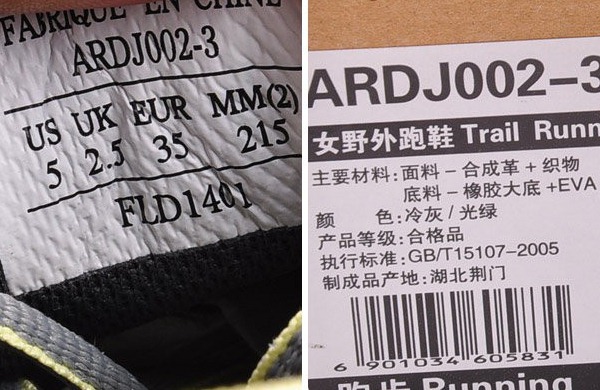 FABRIQUE EN CHINE
ARDJ002-3
US UK EUR MM(2)
5 2.5 35 215
FLD1401
ARDJ002-3
女野外跑鞋 Trail Runn
主要材料:面料-合成革+织物
底料-橡胶大底+EVA
颜 色:冷灰/光绿
产品等级:合格品
执行标准:GB/T15107-2005
制成品产地:湖北荆门
6 901034 605831
跑步 Running